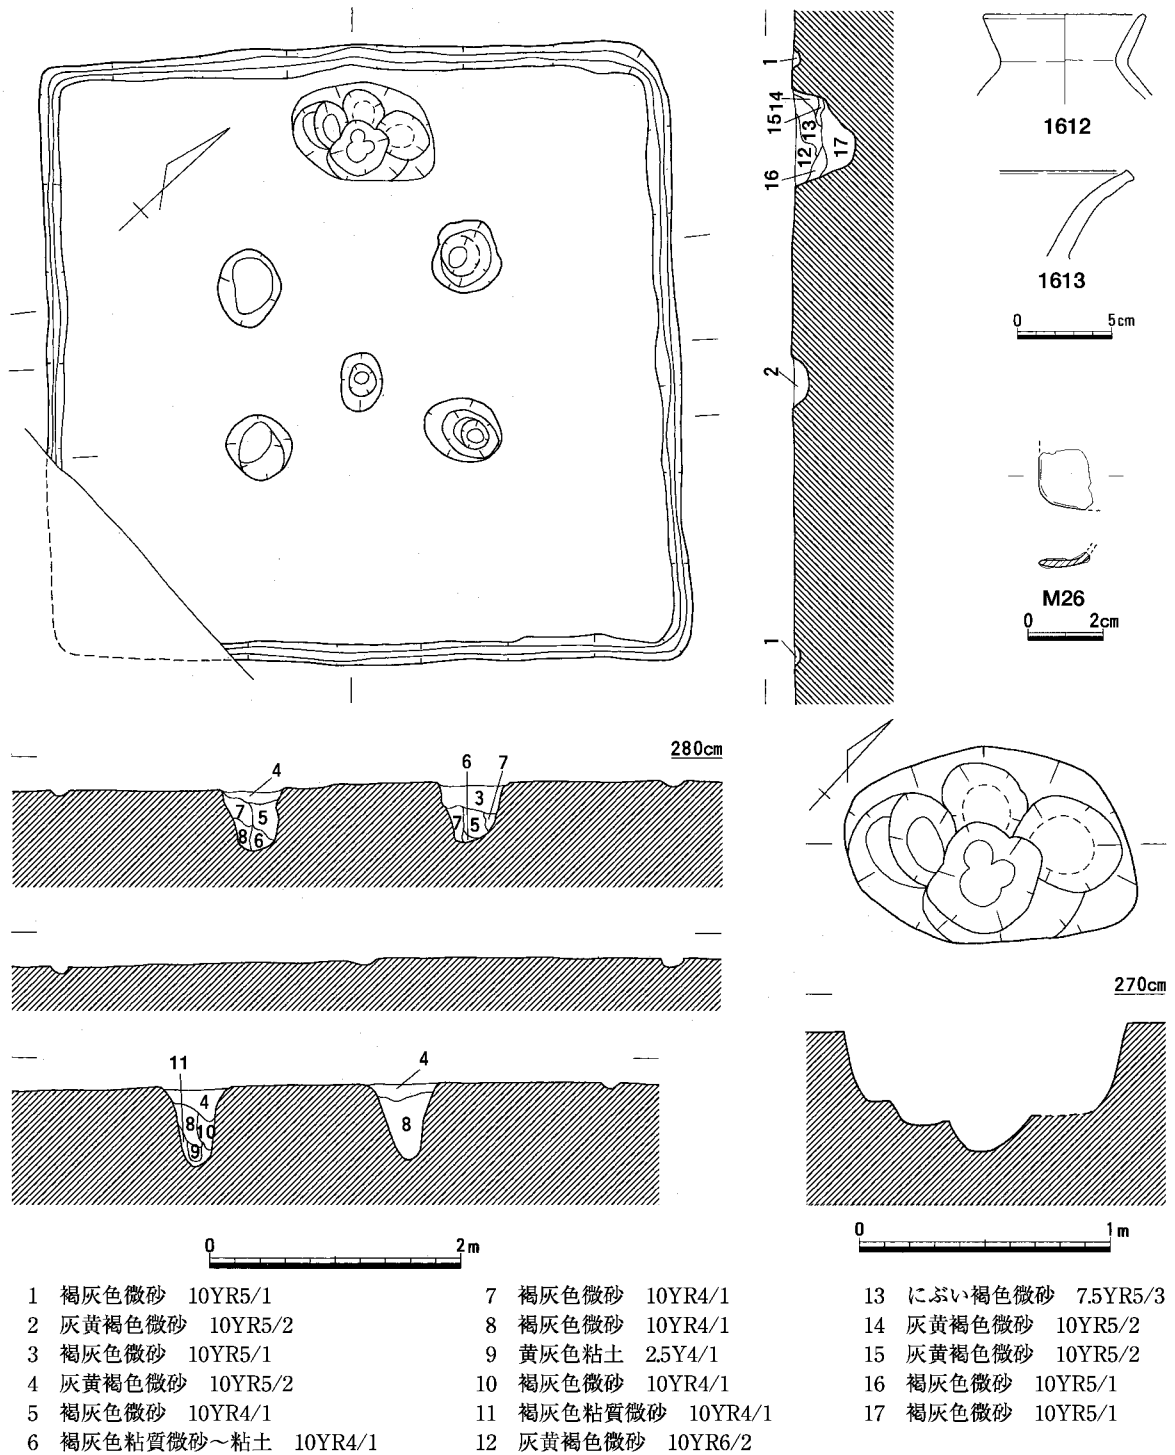 1
14
15
13
12
17
16
2
1
1612
1613
0 5cm
M26
0 2cm
280cm
4
7 5
8 6
6 7
3
7 5
11
4
8 10
9
4
8
270cm
0 2m
0 1m
1 褐灰色微砂 10YR5/1
2 灰黄褐色微砂 10YR5/2
3 褐灰色微砂 10YR5/1
4 灰黄褐色微砂 10YR5/2
5 褐灰色微砂 10YR4/1
6 褐灰色粘質微砂～粘土 10YR4/1
7 褐灰色微砂 10YR4/1
8 褐灰色微砂 10YR4/1
9 黄灰色粘土 2.5Y4/1
10 褐灰色微砂 10YR4/1
11 褐灰色粘質微砂 10YR4/1
12 灰黄褐色微砂 10YR6/2
13 にぶい褐色微砂 7.5YR5/3
14 灰黄褐色微砂 10YR5/2
15 灰黄褐色微砂 10YR5/2
16 褐灰色微砂 10YR5/1
17 褐灰色微砂 10YR5/1